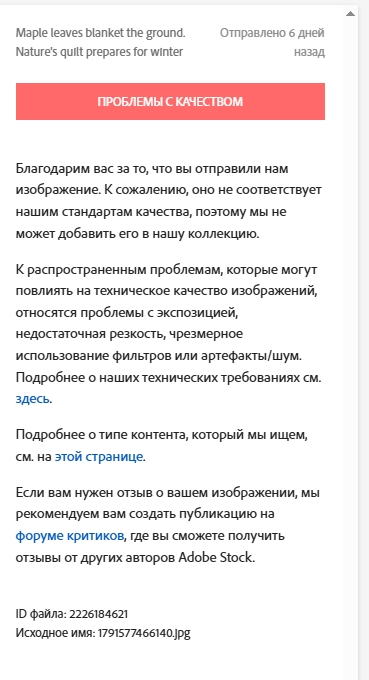 Maple leaves blanket the ground.
Nature's quilt prepares for winter
Отправлено 6 дней
назад
ПРОБЛЕМЫ С КАЧЕСТВОМ
Благодарим вас за то, что вы отправили нам
изображение. К сожалению, оно не соответствует
нашим стандартам качества, поэтому мы не
может добавить его в нашу коллекцию.
К распространенным проблемам, которые могут
повлиять на техническое качество изображений,
относятся проблемы с экспозицией,
недостаточная резкость, чрезмерное
использование фильтров или артефакты/шум.
Подробнее о наших технических требованиях см.
здесь.
Подробнее о типе контента, который мы ищем,
см. на этой странице.
Если вам нужен отзыв о вашем изображении, мы
рекомендуем вам создать публикацию на
форуме критиков, где вы сможете получить
отзывы от других авторов Adobe Stock.
ID файла: 2226184621
Исходное имя: 1791577466140.jpg